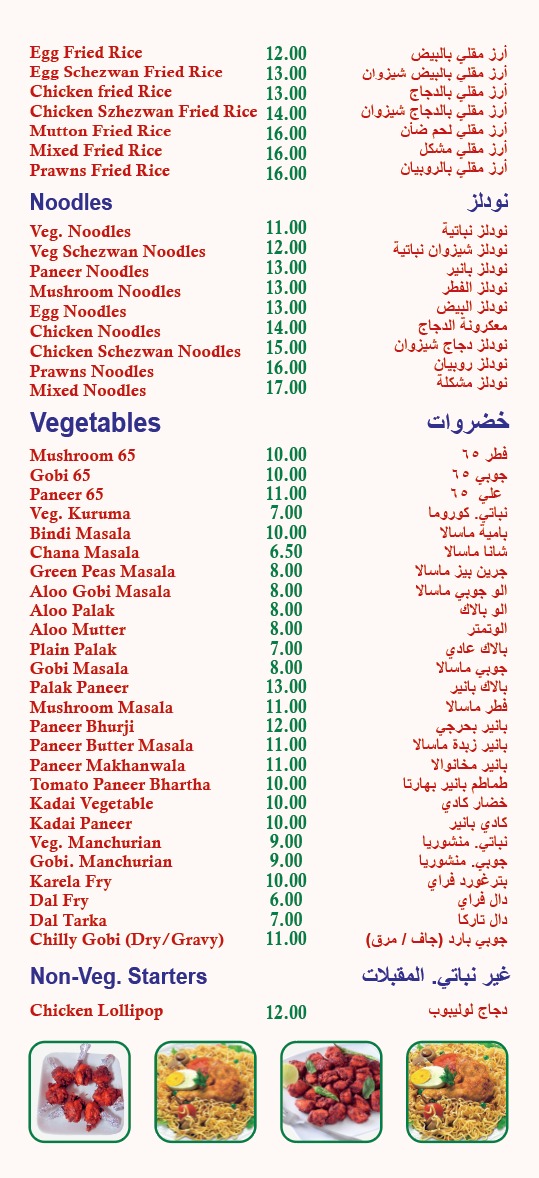 Egg Fried Rice 12.00 أرز مقلي بالبيض
Egg Schezwan Fried Rice 13.00 أرز مقلي بالبيض شيزوان
Chicken fried Rice 13.00 أرز مقلي بالدجاج
Chicken Szhezwan Fried Rice 14.00 أرز مقلي بالدجاج شيزوان
Mutton Fried Rice 16.00 أرز مقلي لحم ضأن
Mixed Fried Rice 16.00 أرز مقلي مشكل
Prawns Fried Rice 16.00 أرز مقلي بالروبيان
Noodles نودلز
Veg. Noodles 11.00 نودلز نباتية
Veg Schezwan Noodles 12.00 نودلز شيزوان نباتية
Paneer Noodles 13.00 نودلز بانير
Mushroom Noodles 13.00 نودلز الفطر
Egg Noodles 13.00 نودلز البيض
Chicken Noodles 14.00 معكرونة الدجاج
Chicken Schezwan Noodles 15.00 نودلز دجاج شيزوان
Prawns Noodles 16.00 نودلز روبيان
Mixed Noodles 17.00 نودلز مشكلة
Vegetables خضروات
Mushroom 65 10.00 فطر ٦٥
Gobi 65 10.00 جوبي ٦٥
Paneer 65 11.00 علي ٦٥
Veg. Kuruma 7.00 نباتي. كوروما
Bindi Masala 10.00 بامية ماسالا
Chana Masala 6.50 شانا ماسالا
Green Peas Masala 8.00 جرين بيز ماسالا
Aloo Gobi Masala 8.00 الو جوبي ماسالا
Aloo Palak 8.00 الو بالاك
Aloo Mutter 8.00 الوتمتر
Plain Palak 7.00 بالاك عادي
Gobi Masala 8.00 جوبي ماسالا
Palak Paneer 13.00 بالاك بانير
Mushroom Masala 11.00 فطر ماسالا
Paneer Bhurji 12.00 بانير بحرجي
Paneer Butter Masala 11.00 بانير زبدة ماسالا
Paneer Makhanwala 11.00 بانير مخانوالا
Tomato Paneer Bhartha 10.00 طماطم بانير بهارتا
Kadai Vegetable 10.00 خضار كادي
Kadai Paneer 10.00 كادي بانير
Veg. Manchurian 9.00 نباتي. منشوريا
Gobi. Manchurian 9.00 جوبي. منشوريا
Karela Fry 10.00 بترغورد فراي
Dal Fry 6.00 دال فراي
Dal Tarka 7.00 دال تاركا
Chilly Gobi (Dry/Gravy) 11.00 جوبي بارد (جاف / مرق)
Non-Veg. Starters غير نباتي. المقبلات
Chicken Lollipop 12.00 دجاج لوليبوب